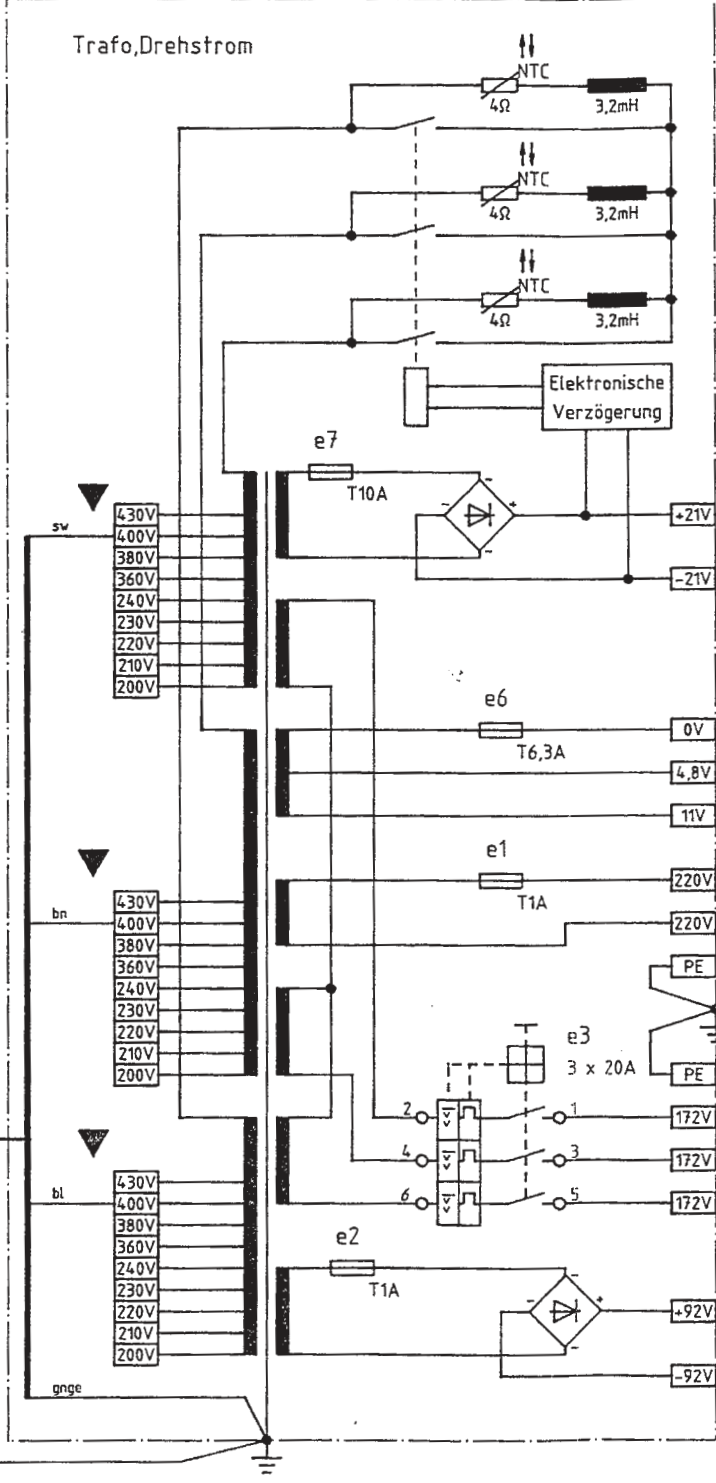 Trafo,Drehstrom
NTC
4Ω
3,2mH
NTC
4Ω
3,2mH
NTC
4Ω
3,2mH
Elektronische
Verzögerung
e7
T10A
+21V
-21V
sw
430V
400V
380V
360V
240V
230V
220V
210V
200V
e6
T6,3A
0V
4,8V
11V
e1
T1A
220V
220V
bn
430V
400V
380V
360V
240V
230V
220V
210V
200V
PE
PE
e3
3 x 20A
2
1
172V
4
3
172V
6
5
172V
bl
430V
400V
380V
360V
240V
230V
220V
210V
200V
e2
T1A
+92V
-92V
gnge